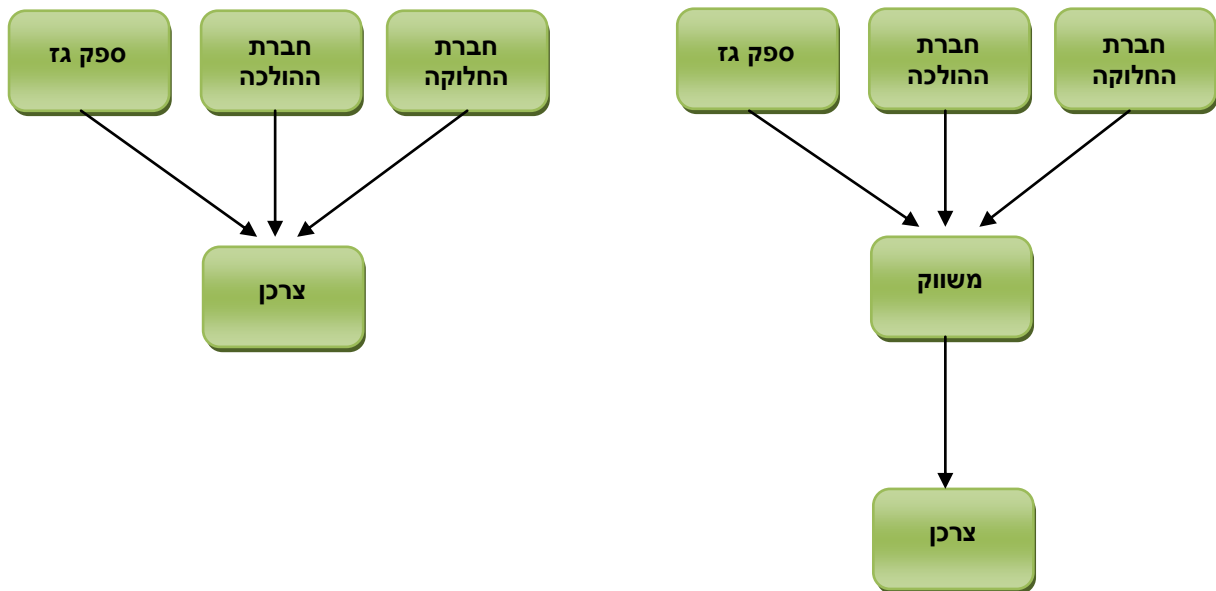 חברת
החלוקה
חברת
ההולכה
ספק גז
משווק
צרכן
חברת
החלוקה
חברת
ההולכה
ספק גז
צרכן